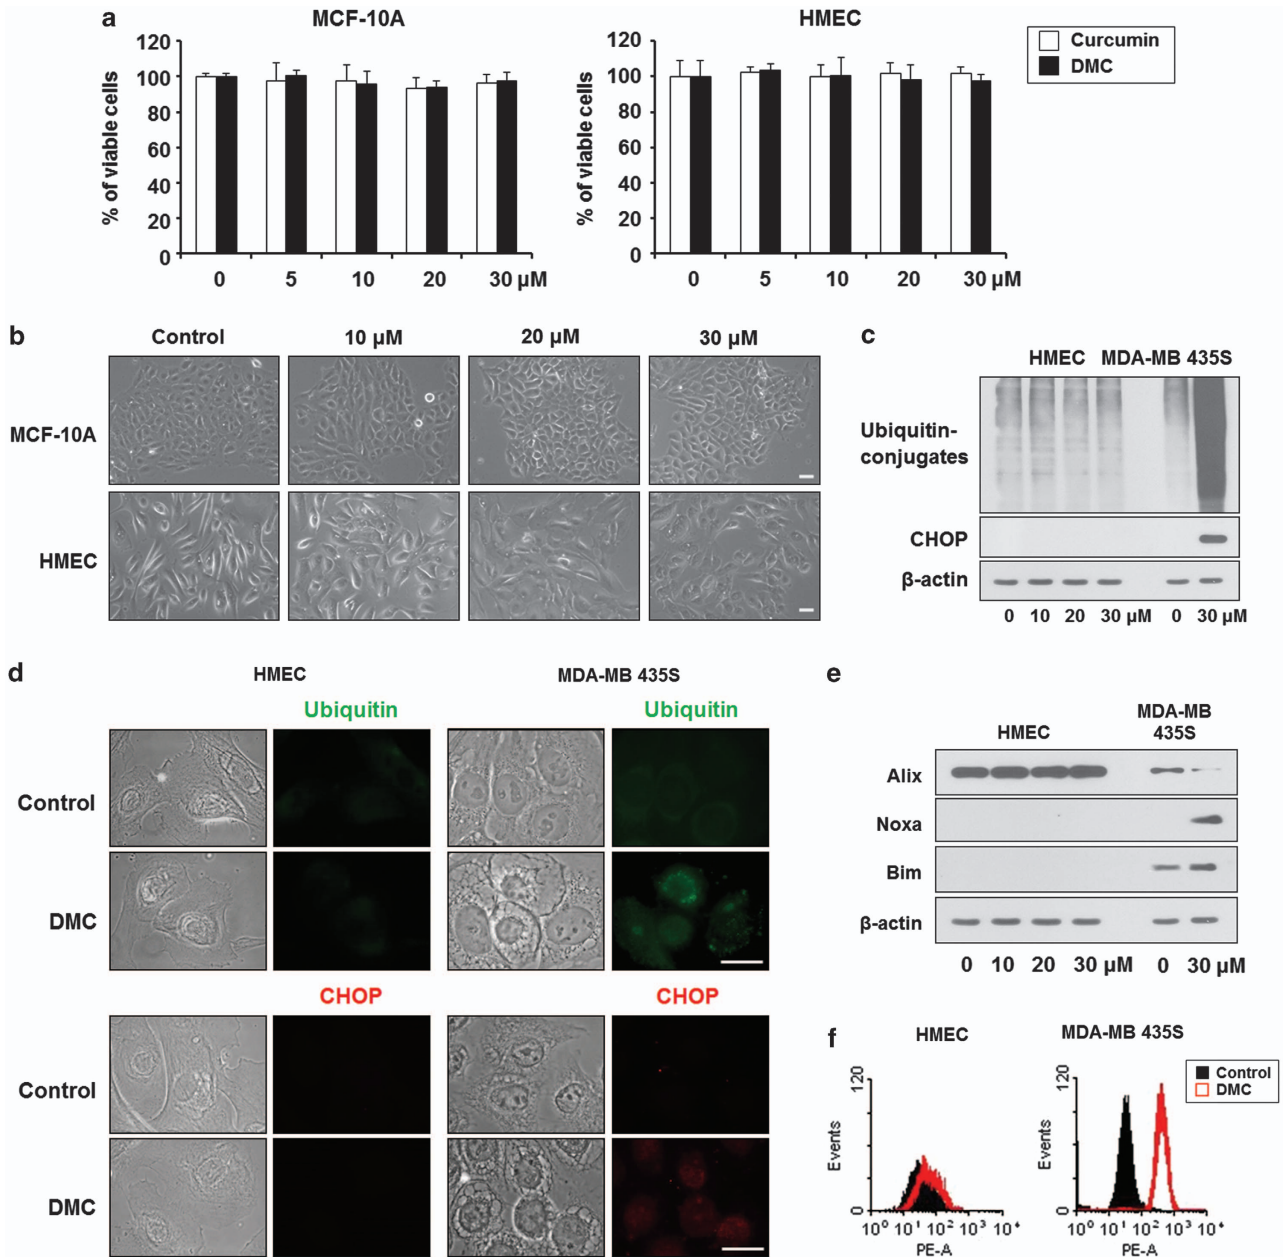 a
MCF-10A
HMEC
Curcumin
DMC
% of viable cells
120
100
80
60
40
20
0
0 5 10 20 30 µM
% of viable cells
120
100
80
60
40
20
0
0 5 10 20 30 µM
b
Control 10 µM 20 µM 30 µM
MCF-10A
HMEC
c
HMEC MDA-MB 435S
Ubiquitin-
conjugates
CHOP
β-actin
0 10 20 30 µM 0 30 µM
d
HMEC MDA-MB 435S
Ubiquitin Ubiquitin
Control
DMC
CHOP CHOP
Control
DMC
e
HMEC
MDA-MB
435S
Alix
Noxa
Bim
β-actin
0 10 20 30 µM 0 30 µM
f
HMEC MDA-MB 435S
Control
DMC
120
Events
0
10⁰ 10¹ 10² 10³ 10⁴
PE-A
120
Events
0
10⁰ 10¹ 10² 10³ 10⁴
PE-A